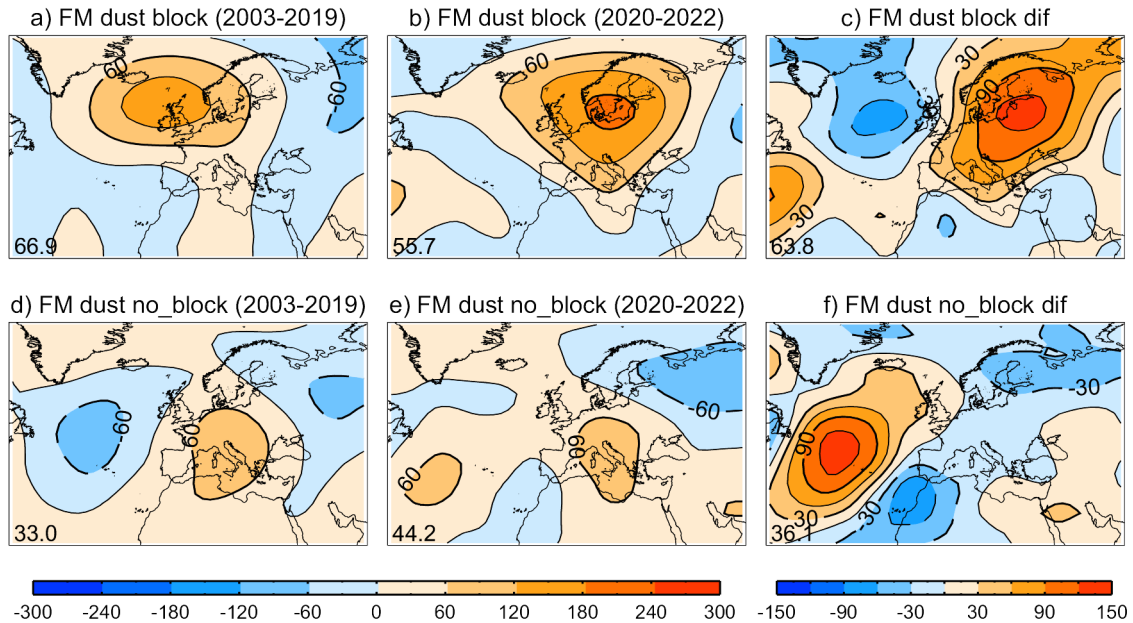 a) FM dust block (2003-2019) b) FM dust block (2020-2022) c) FM dust block dif
60 -60 66.9
60 55.7
30 -30 90 30 63.8
d) FM dust no_block (2003-2019) e) FM dust no_block (2020-2022) f) FM dust no_block dif
-60 60 33.0
60 60 -60 44.2
90 -30 -30 30 36.1
-300 -240 -180 -120 -60 0 60 120 180 240 300
-150 -90 -30 30 90 150